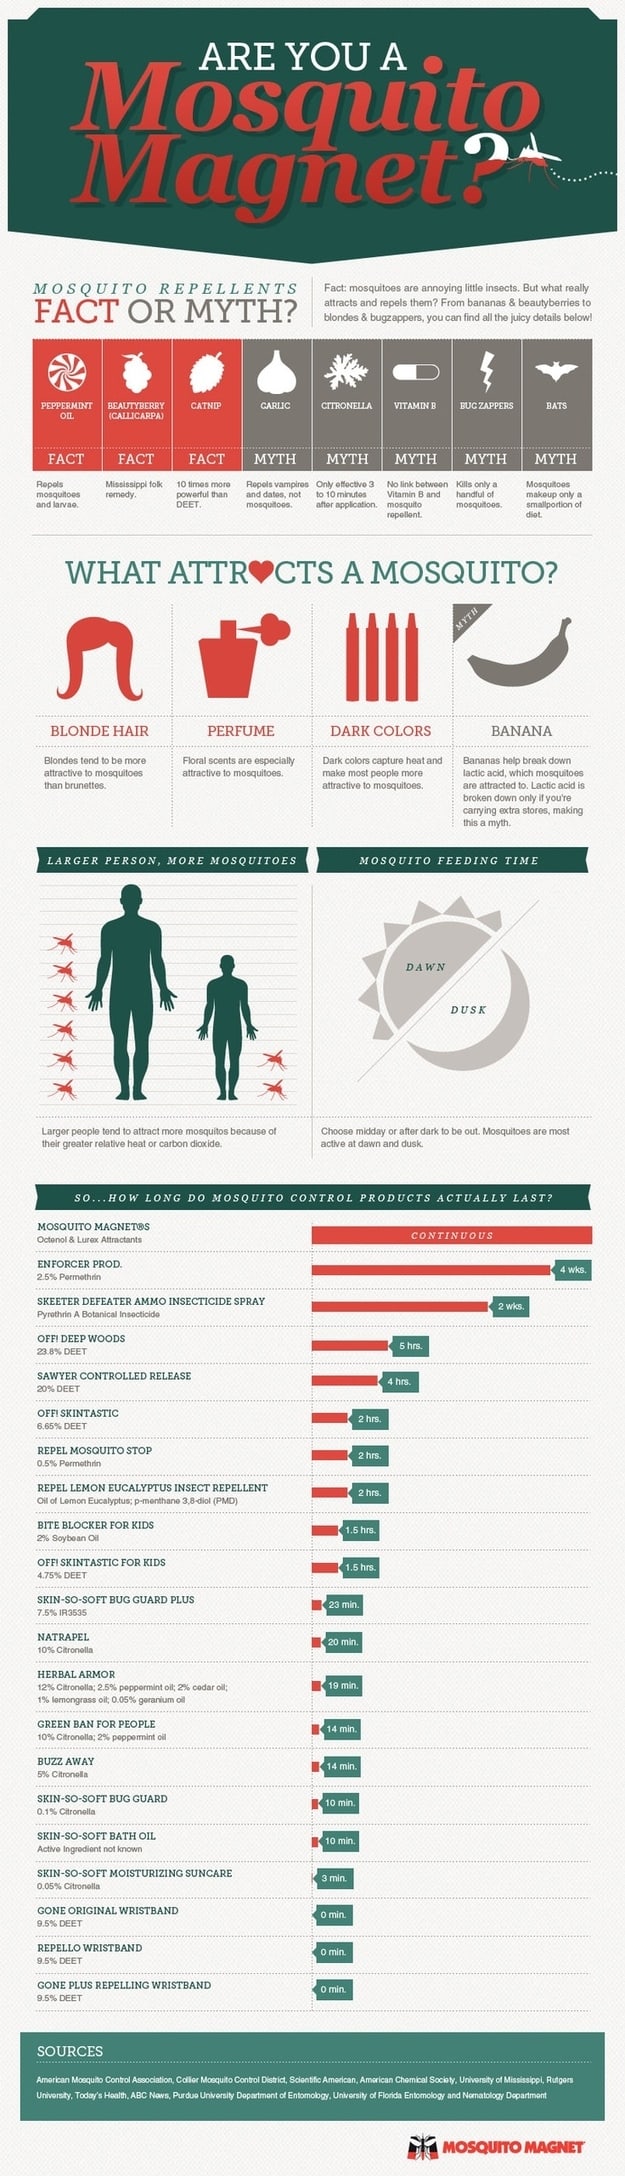 ARE YOU A
Mosquito
Magnet?
MOSQUITO REPELLENTS
FACT OR MYTH?
Fact: mosquitoes are annoying little insects. But what really
attracts and repels them? From bananas & beautyberries to
blondes & bugzappers, you can find all the juicy details below!
PEPPERMINT
OIL
FACT
Repels
mosquitoes
and larvae.
BEAUTYBERRY
(CALLICARPA)
FACT
Mississippi folk
remedy.
CATNIP
FACT
10 times more
powerful than
DEET.
GARLIC
MYTH
Repels vampires
and dates, not
mosquitoes.
CITRONELLA
MYTH
Only effective 3
to 10 minutes
after application.
VITAMIN B
MYTH
No link between
Vitamin B and
mosquito
repellent.
BUG ZAPPERS
MYTH
Kills only a
handful of
mosquitoes.
BATS
MYTH
Mosquitoes
makeup only a
smallportion of
diet.
WHAT ATTR❤CTS A MOSQUITO?
BLONDE HAIR
Blondes tend to be more
attractive to mosquitoes
than brunettes.
PERFUME
Floral scents are especially
attractive to mosquitoes.
DARK COLORS
Dark colors capture heat and
make most people more
attractive to mosquitoes.
MYTH
BANANA
Bananas help break down
lactic acid, which mosquitoes
are attracted to. Lactic acid is
broken down only if you're
carrying extra stores, making
this a myth.
LARGER PERSON, MORE MOSQUITOES
Larger people tend to attract more mosquitos because of
their greater relative heat or carbon dioxide.
MOSQUITO FEEDING TIME
DAWN
DUSK
Choose midday or after dark to be out. Mosquitoes are most
active at dawn and dusk.
SO...HOW LONG DO MOSQUITO CONTROL PRODUCTS ACTUALLY LAST?
MOSQUITO MAGNET®S
Octenol & Lurex Attractants
CONTINUOUS
ENFORCER PROD.
2.5% Permethrin
4 wks.
SKEETER DEFEATER AMMO INSECTICIDE SPRAY
Pyrethrin A Botanical Insecticide
2 wks.
OFF! DEEP WOODS
23.8% DEET
5 hrs.
SAWYER CONTROLLED RELEASE
20% DEET
4 hrs.
OFF! SKINTASTIC
6.65% DEET
2 hrs.
REPEL MOSQUITO STOP
0.5% Permethrin
2 hrs.
REPEL LEMON EUCALYPTUS INSECT REPELLENT
Oil of Lemon Eucalyptus; p-menthane 3,8-diol (PMD)
2 hrs.
BITE BLOCKER FOR KIDS
2% Soybean Oil
1.5 hrs.
OFF! SKINTASTIC FOR KIDS
4.75% DEET
1.5 hrs.
SKIN-SO-SOFT BUG GUARD PLUS
7.5% IR3535
23 min.
NATRAPEL
10% Citronella
20 min.
HERBAL ARMOR
12% Citronella; 2.5% peppermint oil; 2% cedar oil;
1% lemongrass oil; 0.05% geranium oil
19 min.
GREEN BAN FOR PEOPLE
10% Citronella; 2% peppermint oil
14 min.
BUZZ AWAY
5% Citronella
14 min.
SKIN-SO-SOFT BUG GUARD
0.1% Citronella
10 min.
SKIN-SO-SOFT BATH OIL
Active Ingredient not known
10 min.
SKIN-SO-SOFT MOISTURIZING SUNCARE
0.05% Citronella
3 min.
GONE ORIGINAL WRISTBAND
9.5% DEET
0 min.
REPELLO WRISTBAND
9.5% DEET
0 min.
GONE PLUS REPELLING WRISTBAND
9.5% DEET
0 min.
SOURCES
American Mosquito Control Association, Collier Mosquito Control District, Scientific American, American Chemical Society, University of Mississippi, Rutgers
University, Today's Health, ABC News, Purdue University Department of Entomology, University of Florida Entomology and Nematology Department
MOSQUITO MAGNET